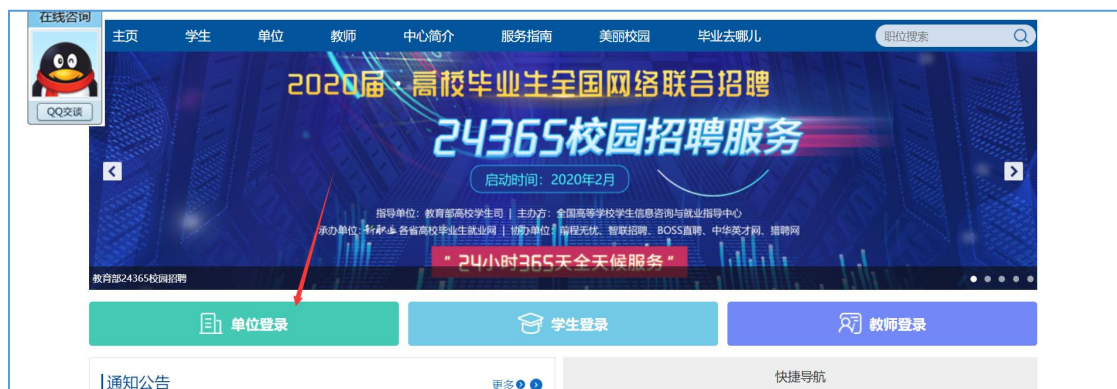 在线咨询
QQ交谈
主页 学生 单位 教师 中心简介 服务指南 美丽校园 毕业去哪儿 职位搜索
2020届·高校毕业生全国网络联合招聘
24365校园招聘服务
启动时间：2020年2月
指导单位：教育部高校学生司 | 主办方：全国高等学校学生信息咨询与就业指导中心
承办单位：新职业 各省高校毕业生就业网 | 协办单位：前程无忧、智联招聘、BOSS直聘、中华英才网、猎聘网
“ 24小时365天全天候服务 “
教育部24365校园招聘
单位登录 学生登录 教师登录
通知公告 更多 快捷导航